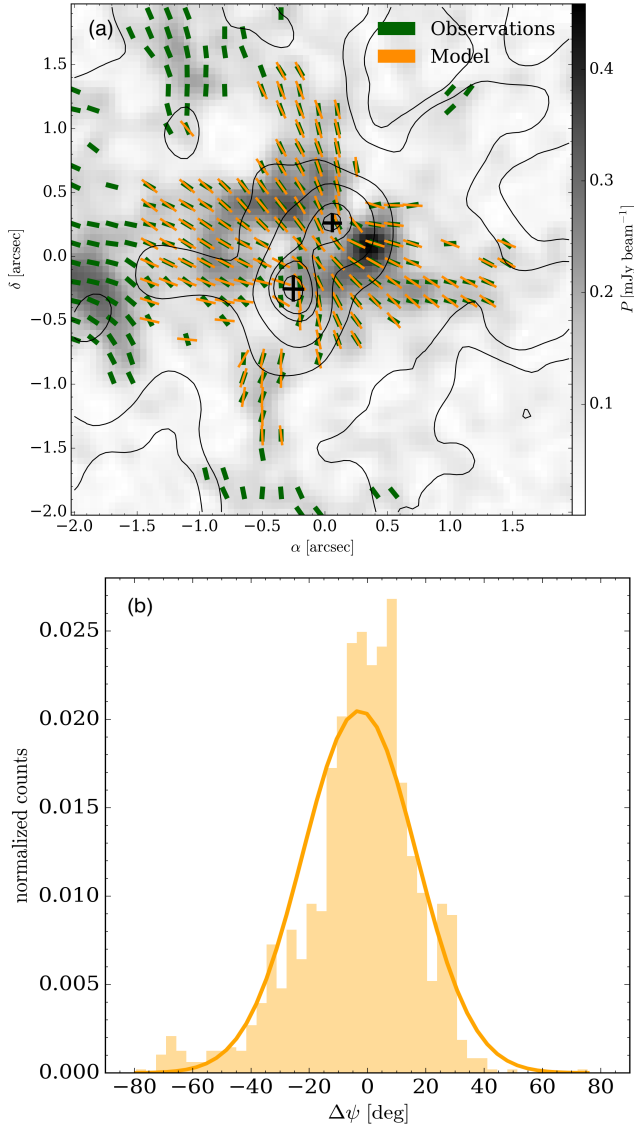 (a)
Observations
Model
1.5
1.0
0.5
0.0
−0.5
−1.0
−1.5
−2.0
δ [arcsec]
−2.0 −1.5 −1.0 −0.5 0.0 0.5 1.0 1.5
α [arcsec]
0.4
0.3
0.2
0.1
P [mJy beam⁻¹]
(b)
0.025
0.020
0.015
0.010
0.005
0.000
normalized counts
−80 −60 −40 −20 0 20 40 60 80
Δψ [deg]